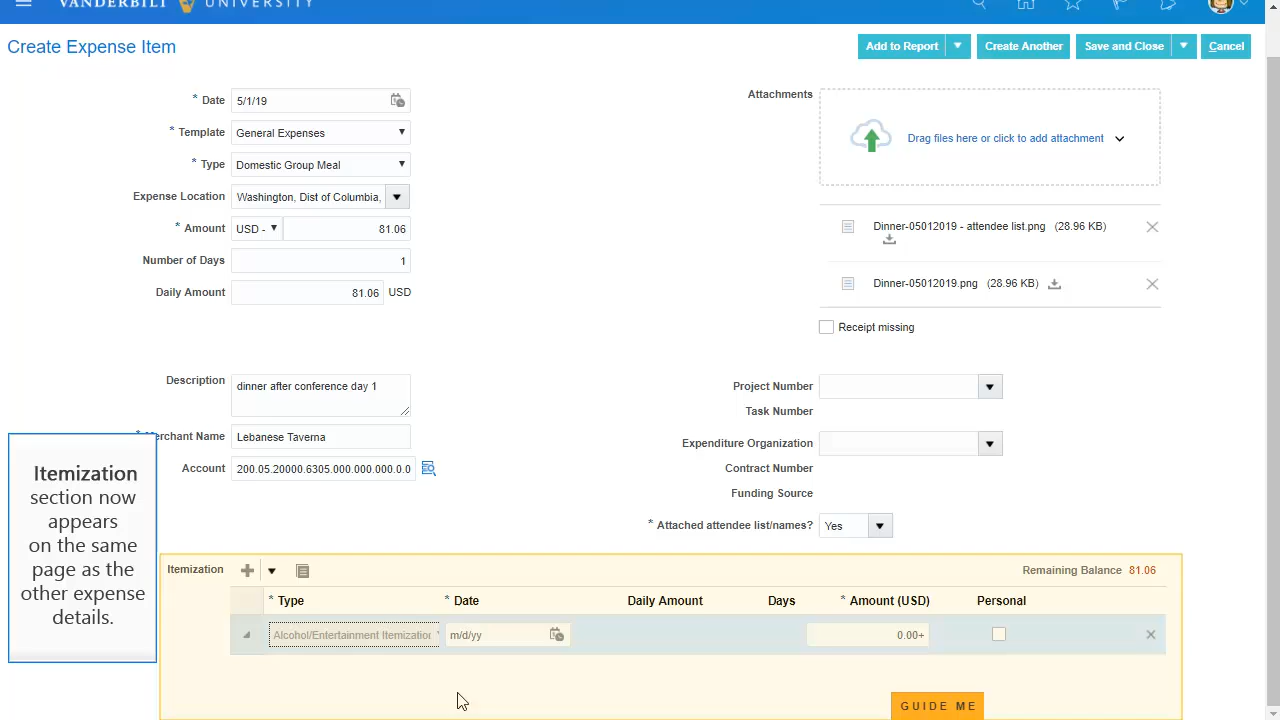 VANDERBILT UNIVERSITY
Create Expense Item
Add to Report
Create Another
Save and Close
Cancel
* Date 5/1/19
* Template General Expenses
* Type Domestic Group Meal
Expense Location Washington, Dist of Columbia,
* Amount USD - 81.06
Number of Days 1
Daily Amount 81.06 USD
Attachments
Drag files here or click to add attachment
Dinner-05012019 - attendee list.png (28.96 KB)
Dinner-05012019.png (28.96 KB)
Receipt missing
Description dinner after conference day 1
* Merchant Name Lebanese Taverna
Account 200.05.20000.6305.000.000.000.0.0
Project Number
Task Number
Expenditure Organization
Contract Number
Funding Source
* Attached attendee list/names? Yes
Itemization
section now
appears
on the same
page as the
other expense
details.
Itemization
Remaining Balance 81.06
* Type * Date Daily Amount Days * Amount (USD) Personal
Alcohol/Entertainment Itemization m/d/yy 0.00+
GUIDE ME